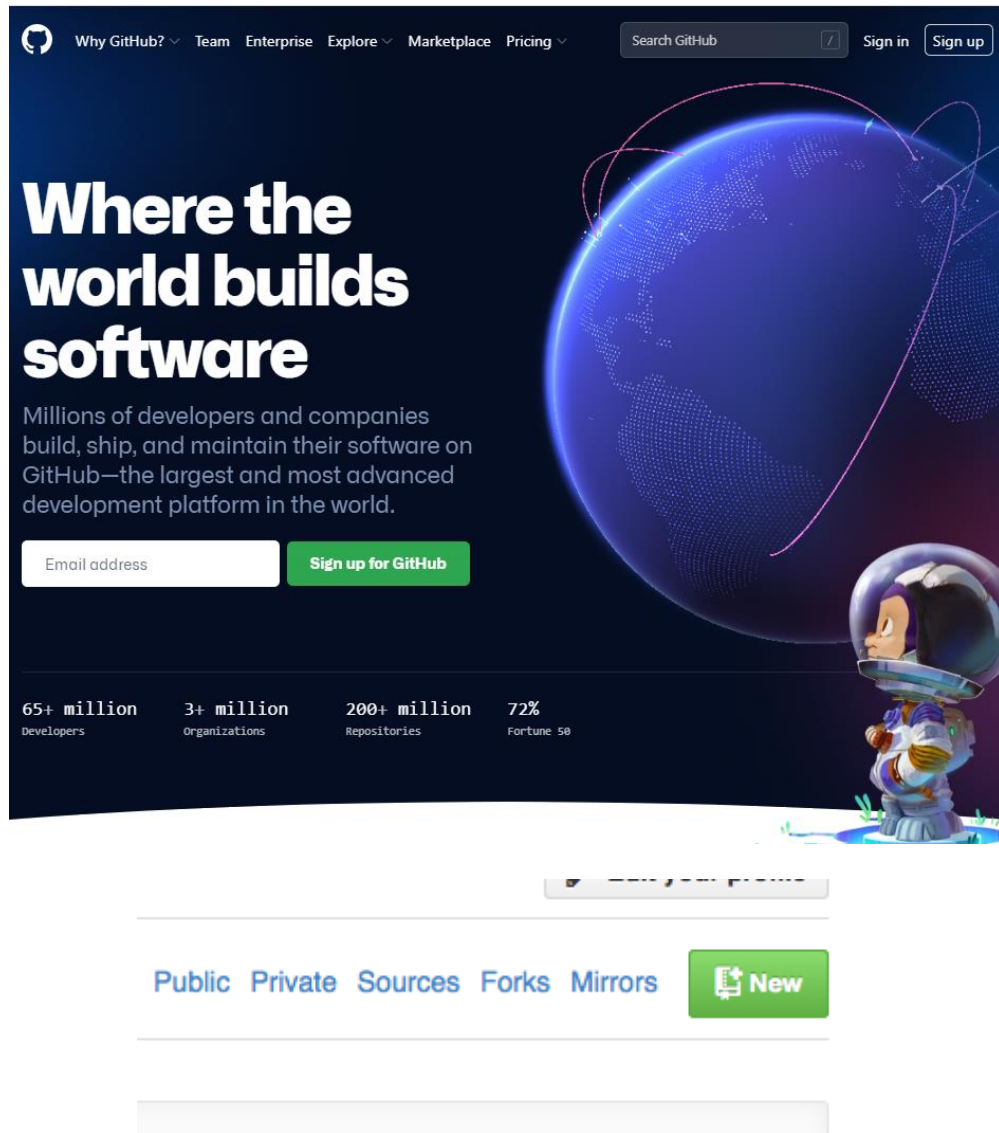 Why GitHub? Team Enterprise Explore Marketplace Pricing Search GitHub / Sign in Sign up
Where the
world builds
software
Millions of developers and companies
build, ship, and maintain their software on
GitHub—the largest and most advanced
development platform in the world.
Email address Sign up for GitHub
65+ million 3+ million 200+ million 72%
Developers Organizations Repositories Fortune 50
Edit your profile
Public Private Sources Forks Mirrors New